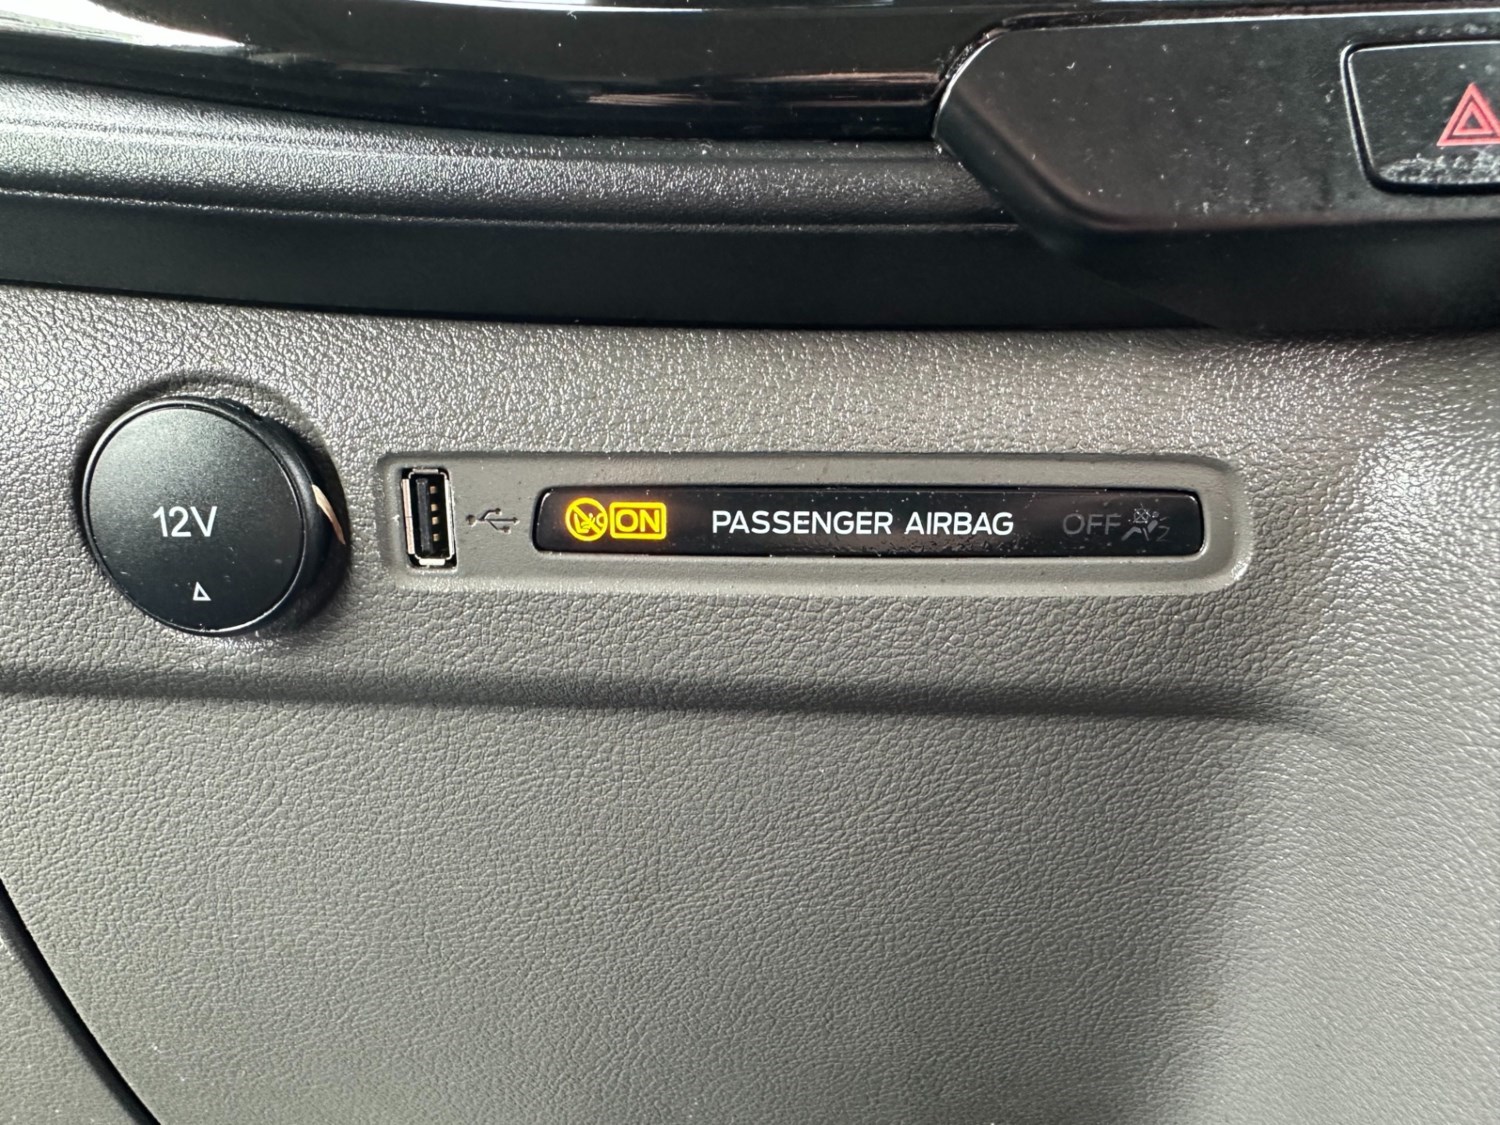 12V
ON PASSENGER AIRBAG OFF